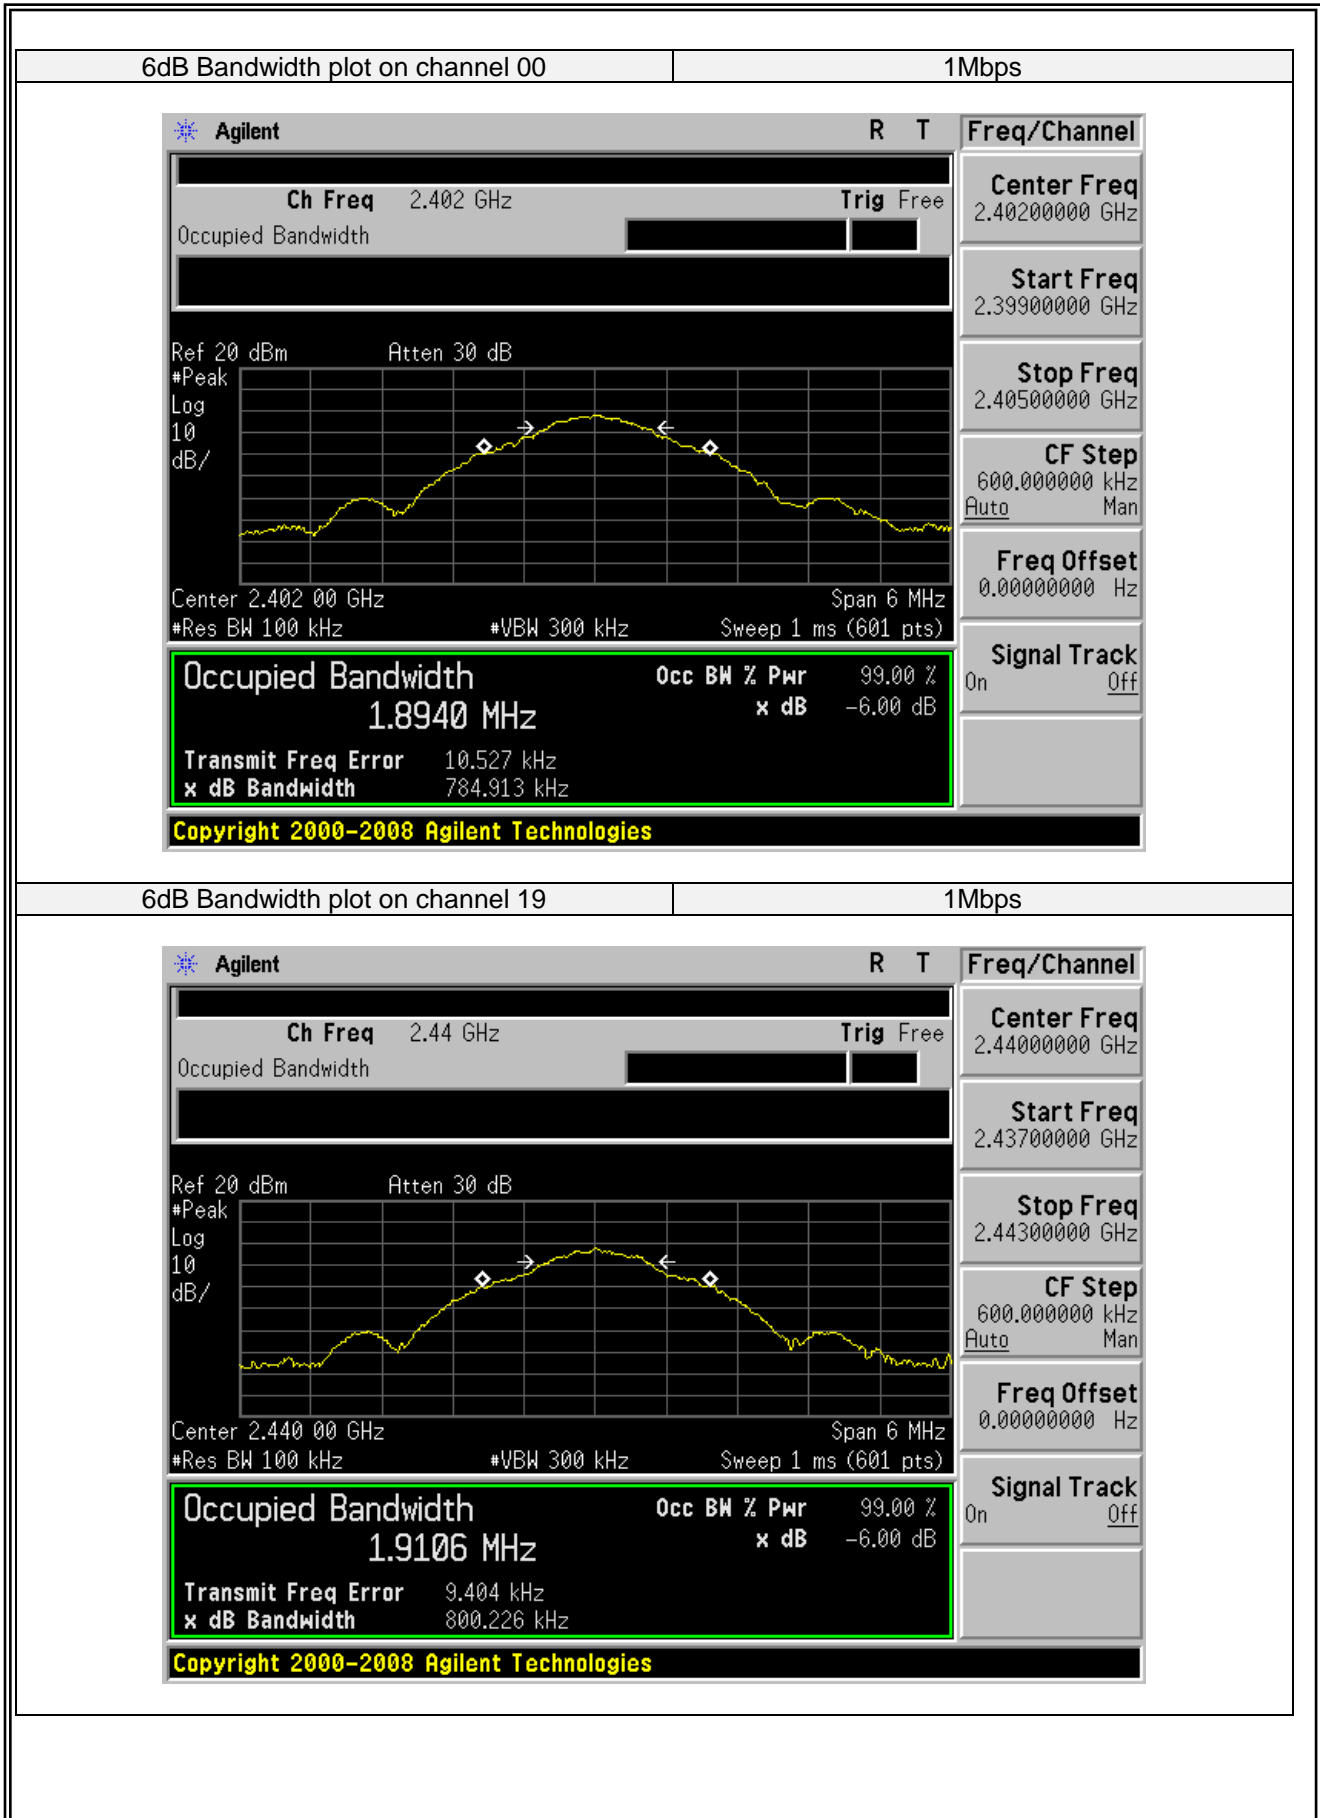 6dB Bandwidth plot on channel 00 1Mbps
Agilent R T Freq/Channel
Ch Freq 2.402 GHz Trig Free
Occupied Bandwidth
Center Freq
2.40200000 GHz
Start Freq
2.39900000 GHz
Stop Freq
2.40500000 GHz
CF Step
600.000000 kHz
Auto Man
Freq Offset
0.00000000 Hz
Signal Track
On Off
Ref 20 dBm Atten 30 dB
#Peak
Log
10
dB/
Center 2.402 00 GHz Span 6 MHz
#Res BW 100 kHz #VBW 300 kHz Sweep 1 ms (601 pts)
Occupied Bandwidth Occ BW % Pwr 99.00 %
1.8940 MHz x dB -6.00 dB
Transmit Freq Error 10.527 kHz
x dB Bandwidth 784.913 kHz
Copyright 2000-2008 Agilent Technologies
6dB Bandwidth plot on channel 19 1Mbps
Agilent R T Freq/Channel
Ch Freq 2.44 GHz Trig Free
Occupied Bandwidth
Center Freq
2.44000000 GHz
Start Freq
2.43700000 GHz
Stop Freq
2.44300000 GHz
CF Step
600.000000 kHz
Auto Man
Freq Offset
0.00000000 Hz
Signal Track
On Off
Ref 20 dBm Atten 30 dB
#Peak
Log
10
dB/
Center 2.440 00 GHz Span 6 MHz
#Res BW 100 kHz #VBW 300 kHz Sweep 1 ms (601 pts)
Occupied Bandwidth Occ BW % Pwr 99.00 %
1.9106 MHz x dB -6.00 dB
Transmit Freq Error 9.404 kHz
x dB Bandwidth 800.226 kHz
Copyright 2000-2008 Agilent Technologies